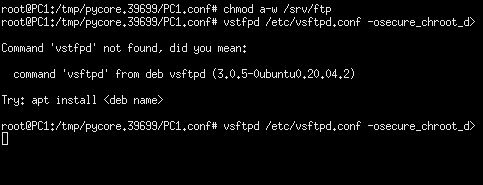 root@PC1:/tmp/pycore.39699/PC1.conf# chmod a-w /srv/ftp
root@PC1:/tmp/pycore.39699/PC1.conf# vstfpd /etc/vsftpd.conf -osecure_chroot_d>
Command 'vstfpd' not found, did you mean:
command 'vsftpd' from deb vsftpd (3.0.5-0ubuntu0.20.04.2)
Try: apt install <deb name>
root@PC1:/tmp/pycore.39699/PC1.conf# vsftpd /etc/vsftpd.conf -osecure_chroot_d>